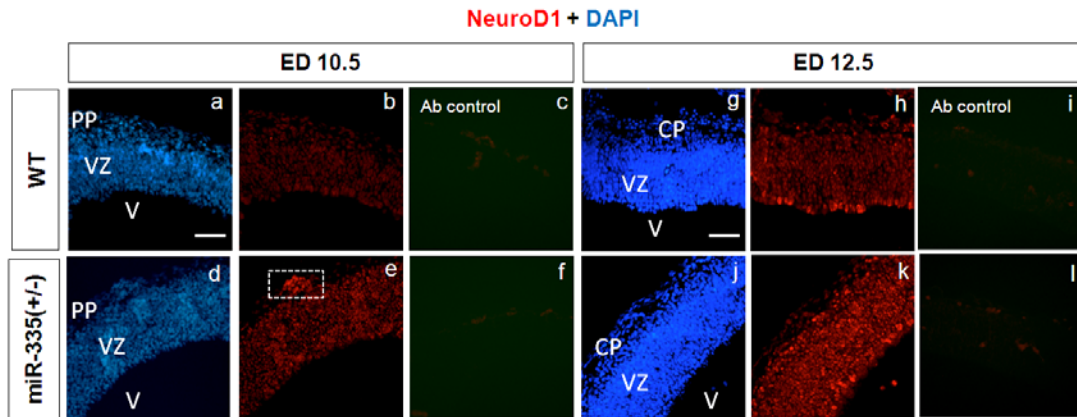 NeuroD1 + DAPI
ED 10.5
ED 12.5
WT
a
PP
VZ
V
b
Ab control
c
g
CP
VZ
V
h
Ab control
i
miR-335(+/-)
d
PP
VZ
V
e
f
j
CP
VZ
V
k
l